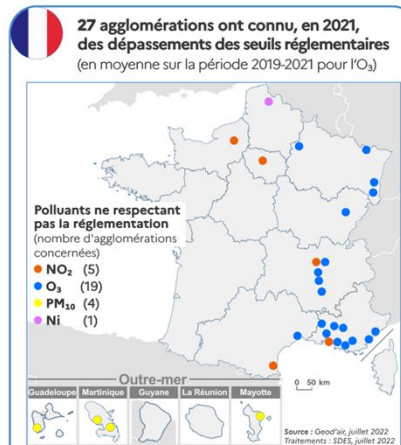 27 agglomérations ont connu, en 2021,
des dépassements des seuils réglementaires
(en moyenne sur la période 2019-2021 pour l'O₃)
Polluants ne respectant
pas la réglementation
(nombre d'agglomérations
concernées)
NO₂ (5)
O₃ (19)
PM₁₀ (4)
Ni (1)
0 50 km
Outre-mer
Guadeloupe Martinique Guyane La Réunion Mayotte
Source : Geod'air, juillet 2022
Traitements : SDES, juillet 2022